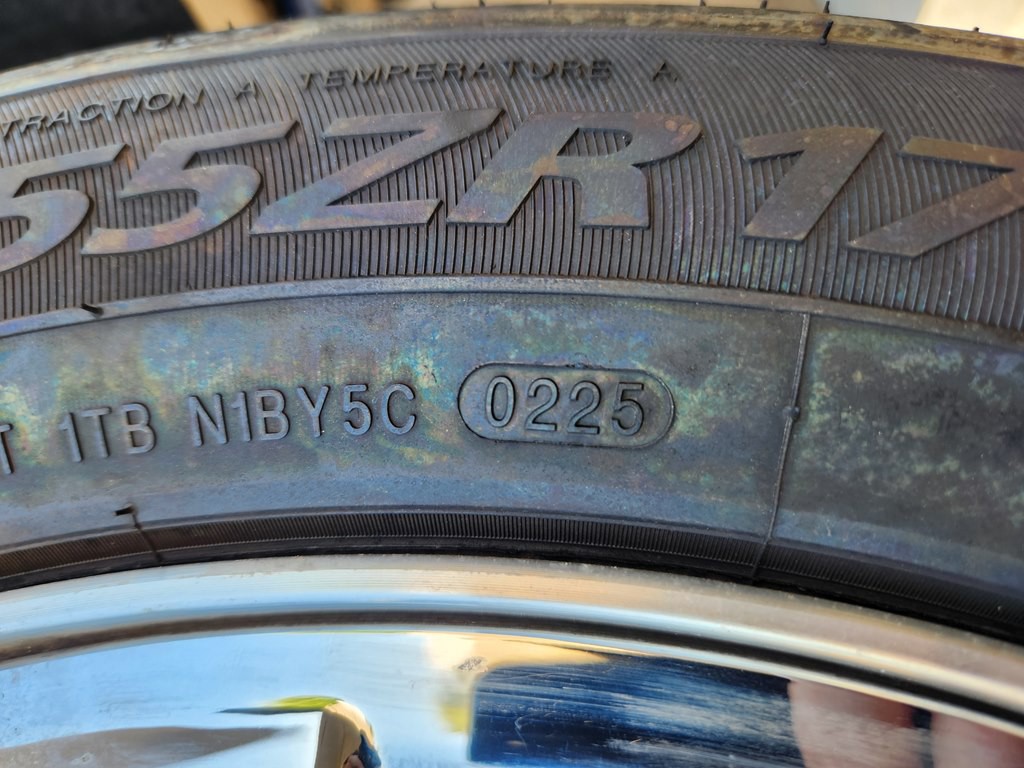 TRACTION A TEMPERATURE A
55ZR17
1TB N1BY5C 0225